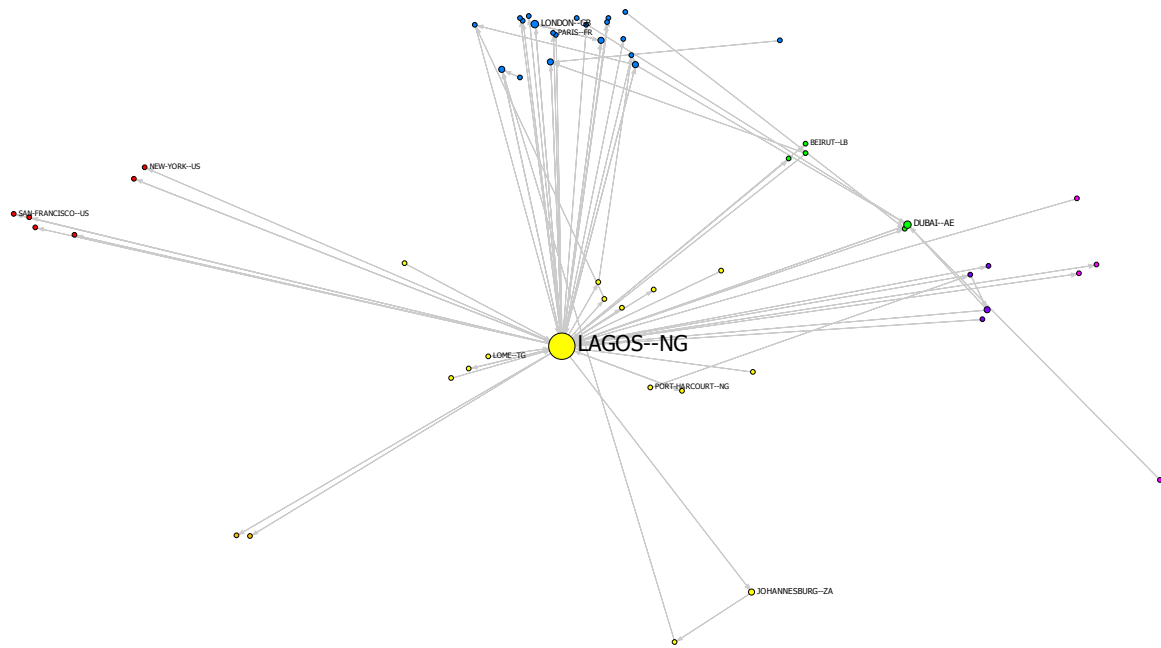 LONDON--GB
PARIS--FR
BEIRUT--LB
NEW-YORK--US
SAN-FRANCISCO--US
DUBAI--AE
LAGOS--NG
LOME--TG
PORT-HARCOURT--NG
JOHANNESBURG--ZA